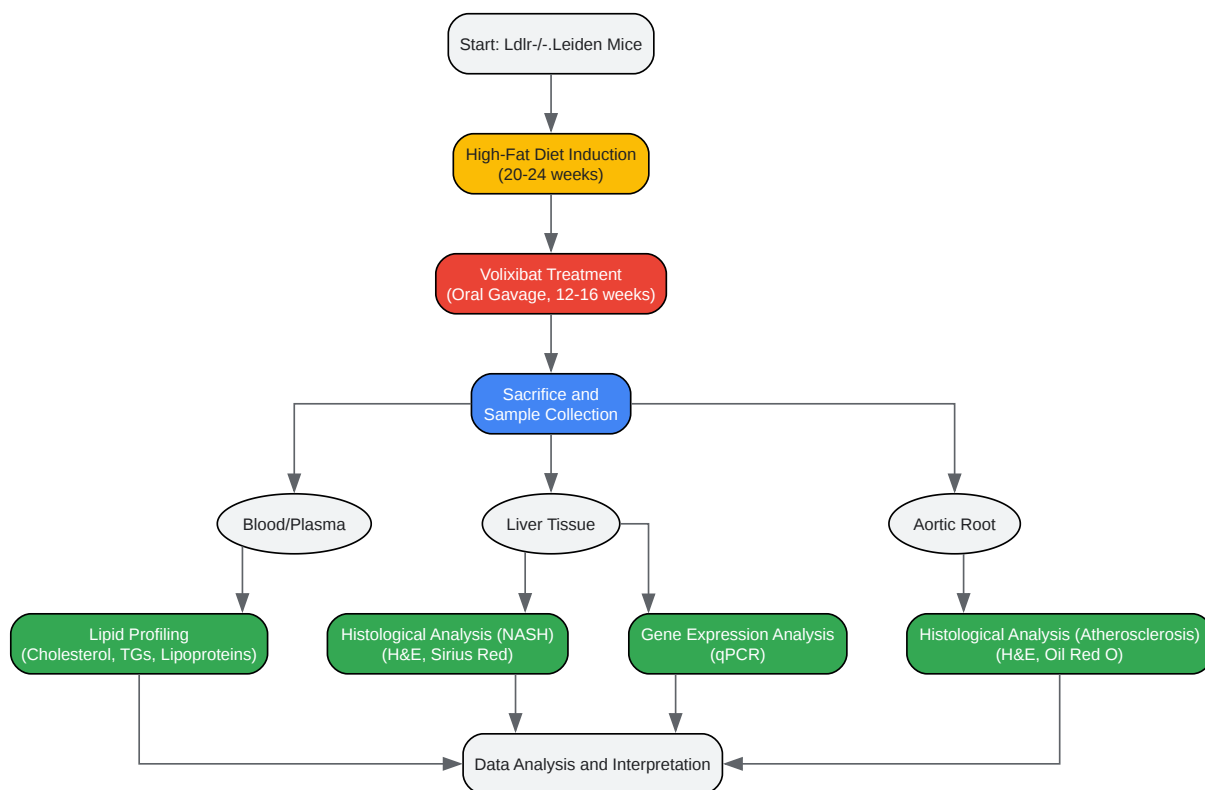 Start: Ldlr-/-.Leiden Mice
High-Fat Diet Induction
(20-24 weeks)
Volixibat Treatment
(Oral Gavage, 12-16 weeks)
Sacrifice and
Sample Collection
Blood/Plasma
Liver Tissue
Aortic Root
Lipid Profiling
(Cholesterol, TGs, Lipoproteins)
Histological Analysis (NASH)
(H&E, Sirius Red)
Gene Expression Analysis
(qPCR)
Histological Analysis (Atherosclerosis)
(H&E, Oil Red O)
Data Analysis and Interpretation